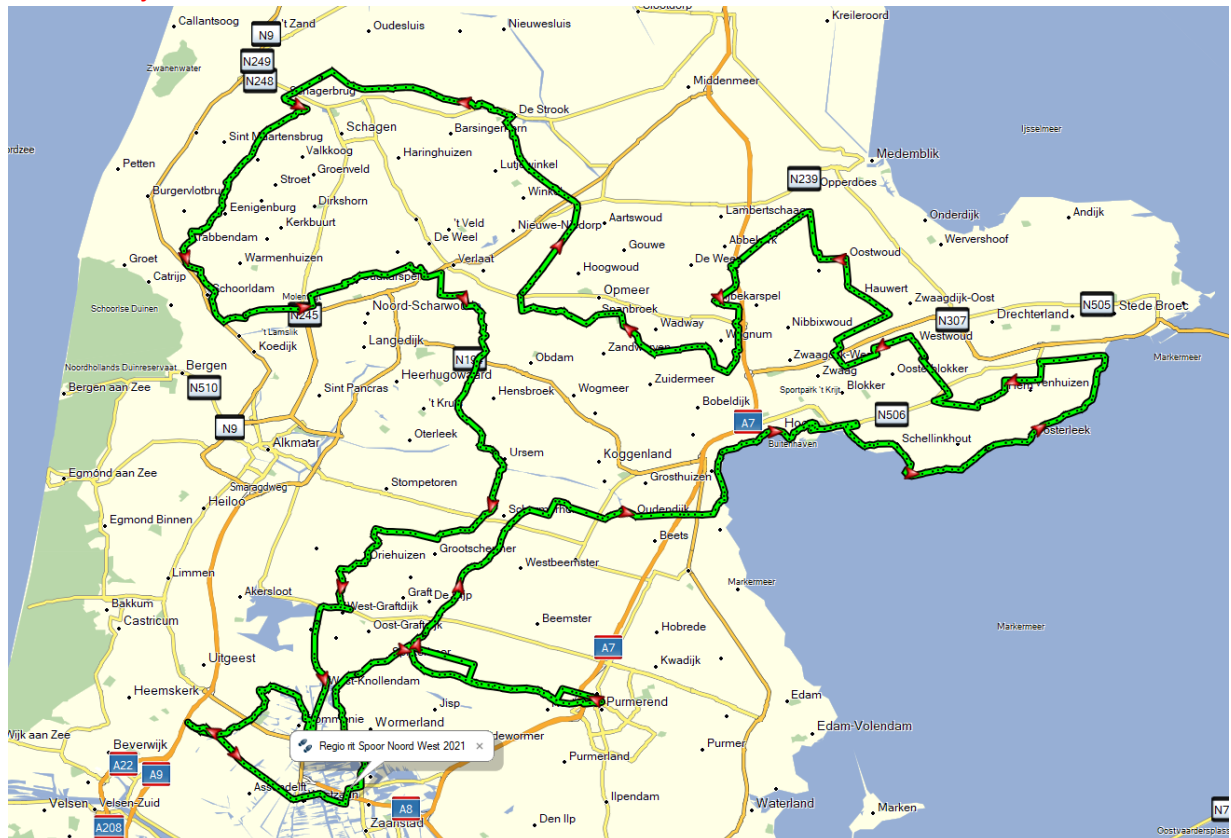 Callantsoog
't Zand
Oudesluis
Nieuwesluis
Kreileroord
N9
N249
Zwanenwater
N248
Middenmeer
Schagerbrug
De Strook
Schagen
Barsingerhorn
IJsselmeer
Sint Maartensbrug
Valkkoog
Haringhuizen
Medemblik
Petten
Groenveld
Lutjewinkel
Stroet
N239
Opperdoes
Burgervlotbrug
Winkel
Eenigenburg
Dirkshorn
Aartswoud
Lambertschaag
Andijk
Kerkbuurt
't Veld
Nieuwe-Niedorp
Onderdijk
Krabbendam
De Weel
Gouwe
Abbekerk
Wervershoof
Groet
Warmenhuizen
Verlaat
Oostwoud
Catrijp
Hoogwoud
De Weere
Schoorldam
Oudkarspel
Opmeer
Hauwert
Schoorlse Duinen
Noord-Scharwoude
Spanbroek
Zwaagdijk-Oost
N505
Stede Broec
N245
't Lamslik
Wadway
Wognum
Nibbixwoud
N307
Drechterland
Koedijk
Langedijk
Zandwerven
Westwoud
Noordhollands Duinreservaat
Bergen
Obdam
Markermeer
Bergen aan Zee
N510
Sint Pancras
Heerhugowaard
Hensbroek
Wogmeer
Zuidermeer
Zwaag
Oosterblokker
Sportpark 't Krijt
Blokker
Venhuizen
Bobeldijk
N9
Oterleek
A7
N506
Oosterleek
Alkmaar
Buitenhaven
Schellinkhout
Ursem
Koggenland
Egmond aan Zee
Smaragdweg
Stompetoren
Grosthuizen
Heiloo
Oudendijk
Egmond Binnen
Beets
Driehuizen
Grootschermer
Westbeemster
Limmen
Akersloot
Graft
De Rijp
Markermeer
Bakkum
West-Graftdijk
Castricum
Oost-Graftdijk
Beemster
Hobrede
Markermeer
Uitgeest
A7
Kwadijk
Heemskerk
West-Knollendam
Jisp
Purmerend
Edam
Wormerland
Edam-Volendam
Wijk aan Zee
Beverwijk
Regio rit Spoor Noord West 2021
Purmer
A22
A9
Purmerland
Velsen
Velsen-Zuid
Assendelft
Ilpendam
Waterland
Marken
A8
A208
Zaanstad
Den Ilp